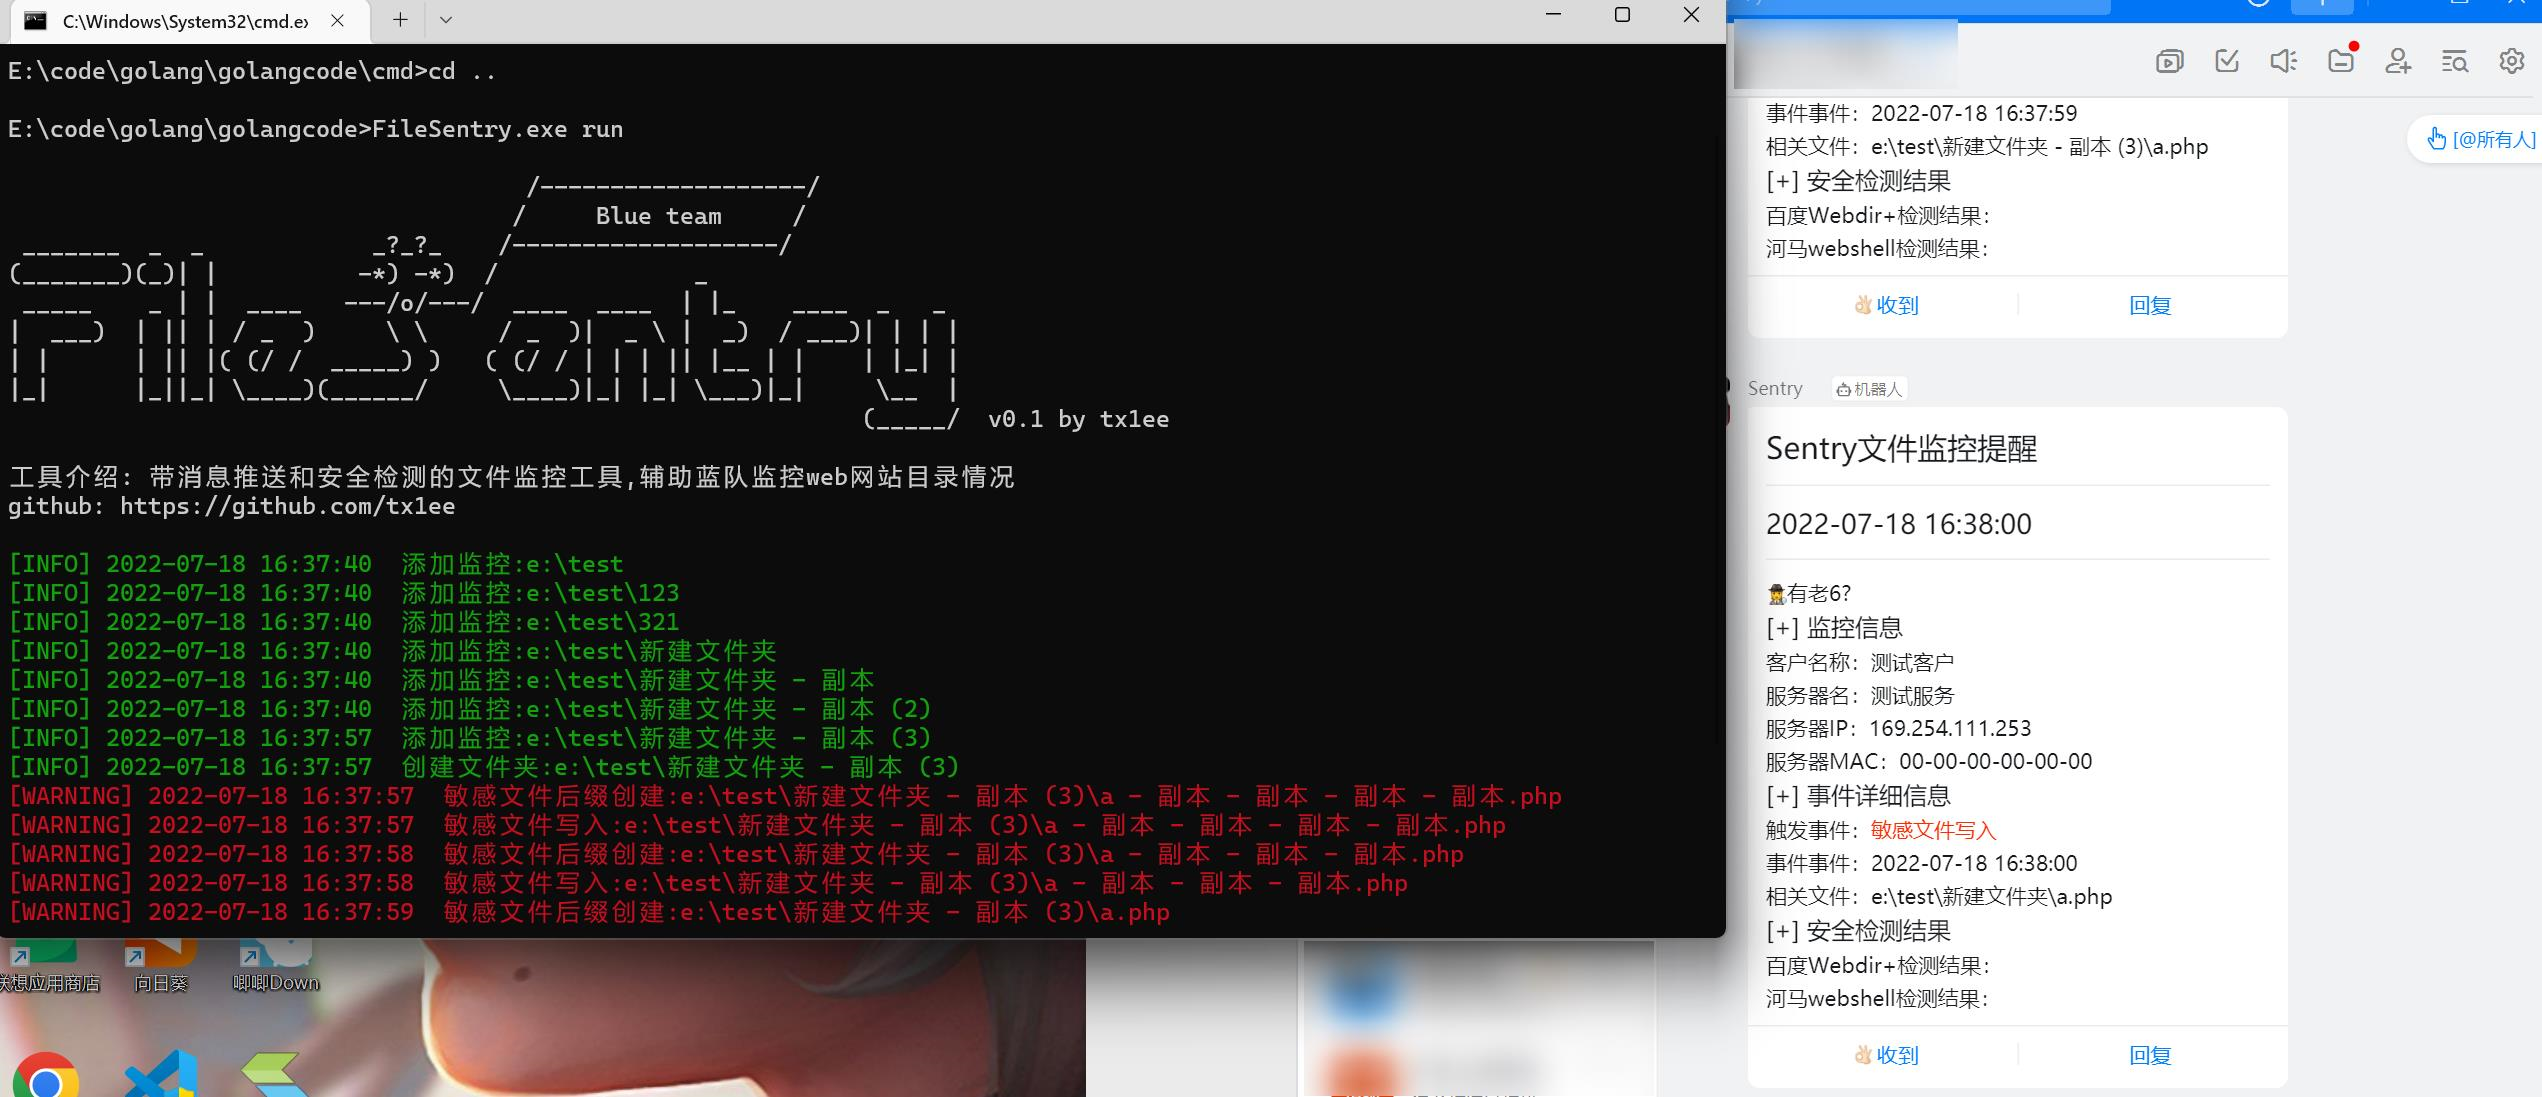 C:\Windows\System32\cmd.ex
E:\code\golang\golangcode\cmd>cd ..
E:\code\golang\golangcode>FileSentry.exe run
Blue team
v0.1 by tx1ee
工具介绍: 带消息推送和安全检测的文件监控工具,辅助蓝队监控web网站目录情况
github: https://github.com/tx1ee
[INFO] 2022-07-18 16:37:40 添加监控:e:\test
[INFO] 2022-07-18 16:37:40 添加监控:e:\test\123
[INFO] 2022-07-18 16:37:40 添加监控:e:\test\321
[INFO] 2022-07-18 16:37:40 添加监控:e:\test\新建文件夹
[INFO] 2022-07-18 16:37:40 添加监控:e:\test\新建文件夹 - 副本
[INFO] 2022-07-18 16:37:40 添加监控:e:\test\新建文件夹 - 副本 (2)
[INFO] 2022-07-18 16:37:57 添加监控:e:\test\新建文件夹 - 副本 (3)
[INFO] 2022-07-18 16:37:57 创建文件夹:e:\test\新建文件夹 - 副本 (3)
[WARNING] 2022-07-18 16:37:57 敏感文件后缀创建:e:\test\新建文件夹 - 副本 (3)\a - 副本 - 副本 - 副本 - 副本.php
[WARNING] 2022-07-18 16:37:57 敏感文件写入:e:\test\新建文件夹 - 副本 (3)\a - 副本 - 副本 - 副本 - 副本.php
[WARNING] 2022-07-18 16:37:58 敏感文件后缀创建:e:\test\新建文件夹 - 副本 (3)\a - 副本 - 副本 - 副本.php
[WARNING] 2022-07-18 16:37:58 敏感文件写入:e:\test\新建文件夹 - 副本 (3)\a - 副本 - 副本 - 副本.php
[WARNING] 2022-07-18 16:37:59 敏感文件后缀创建:e:\test\新建文件夹 - 副本 (3)\a.php
联想应用商店
向日葵
唧唧Down
事件事件：2022-07-18 16:37:59
相关文件：e:\test\新建文件夹 - 副本 (3)\a.php
[+] 安全检测结果
百度Webdir+检测结果：
河马webshell检测结果：
👌🏻收到 回复
[@所有人]
Sentry 机器人
Sentry文件监控提醒
2022-07-18 16:38:00
有老6?
[+] 监控信息
客户名称：测试客户
服务器名：测试服务
服务器IP：169.254.111.253
服务器MAC：00-00-00-00-00-00
[+] 事件详细信息
触发事件：敏感文件写入
事件事件：2022-07-18 16:38:00
相关文件：e:\test\新建文件夹\a.php
[+] 安全检测结果
百度Webdir+检测结果：
河马webshell检测结果：
👌🏻收到 回复